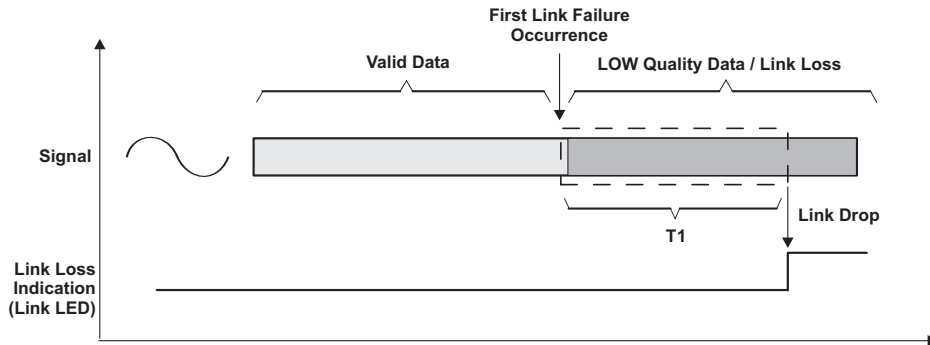 First Link Failure
Occurrence
Valid Data
LOW Quality Data / Link Loss
Signal
T1
Link Drop
Link Loss
Indication
(Link LED)